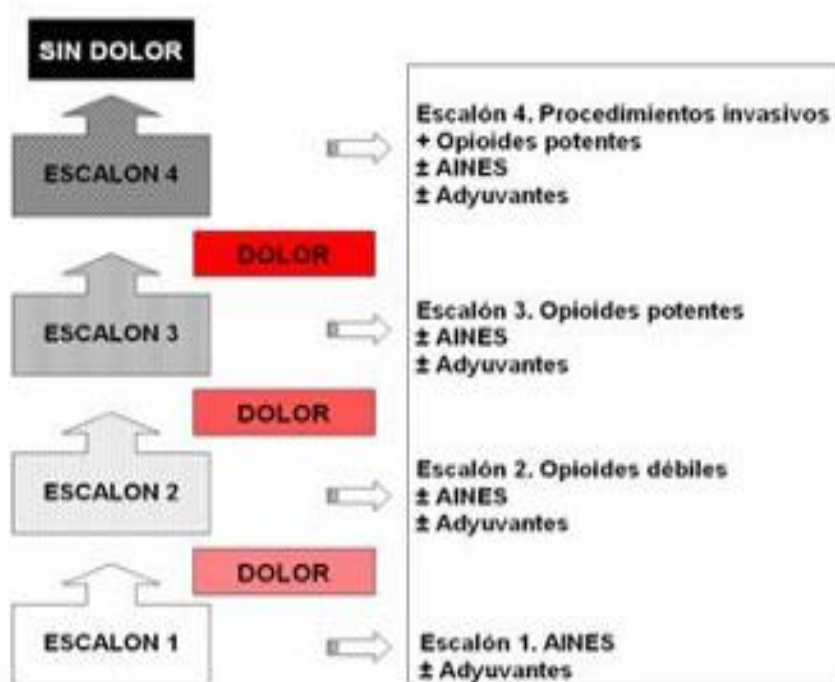 SIN DOLOR
Escalón 4. Procedimientos invasivos
+ Opioides potentes
± AINES
± Adyuvantes
ESCALON 4
DOLOR
Escalón 3. Opioides potentes
± AINES
± Adyuvantes
ESCALON 3
DOLOR
Escalón 2. Opioides débiles
± AINES
± Adyuvantes
ESCALON 2
DOLOR
Escalón 1. AINES
± Adyuvantes
ESCALON 1